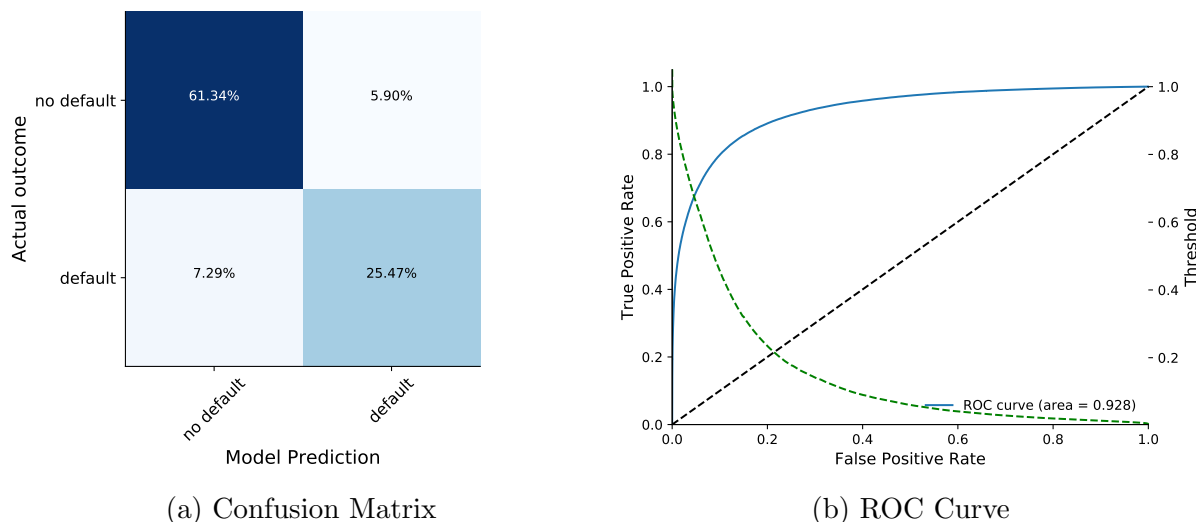 Actual outcome
no default
61.34%
5.90%
default
7.29%
25.47%
no default
default
Model Prediction
(a) Confusion Matrix
True Positive Rate
1.0
0.8
0.6
0.4
0.2
0.0
0.0
0.2
0.4
0.6
0.8
1.0
False Positive Rate
ROC curve (area = 0.928)
1.0
0.8
0.6
0.4
0.2
Threshold
(b) ROC Curve